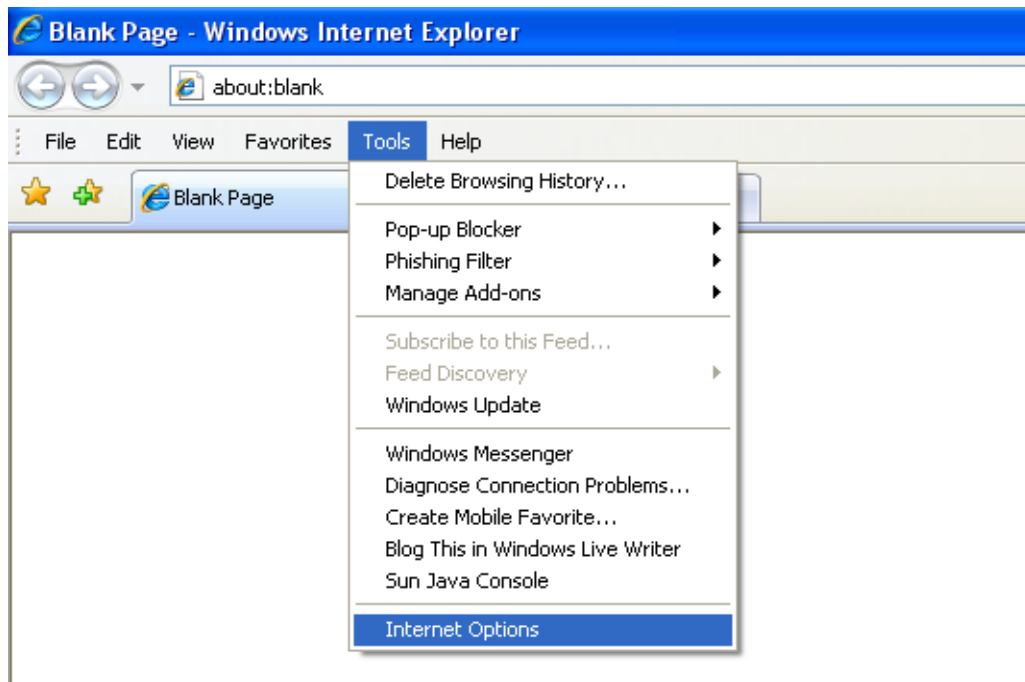 Blank Page - Windows Internet Explorer
about:blank
File Edit View Favorites Tools Help
Blank Page
Delete Browsing History...
Pop-up Blocker
Phishing Filter
Manage Add-ons
Subscribe to this Feed...
Feed Discovery
Windows Update
Windows Messenger
Diagnose Connection Problems...
Create Mobile Favorite...
Blog This in Windows Live Writer
Sun Java Console
Internet Options